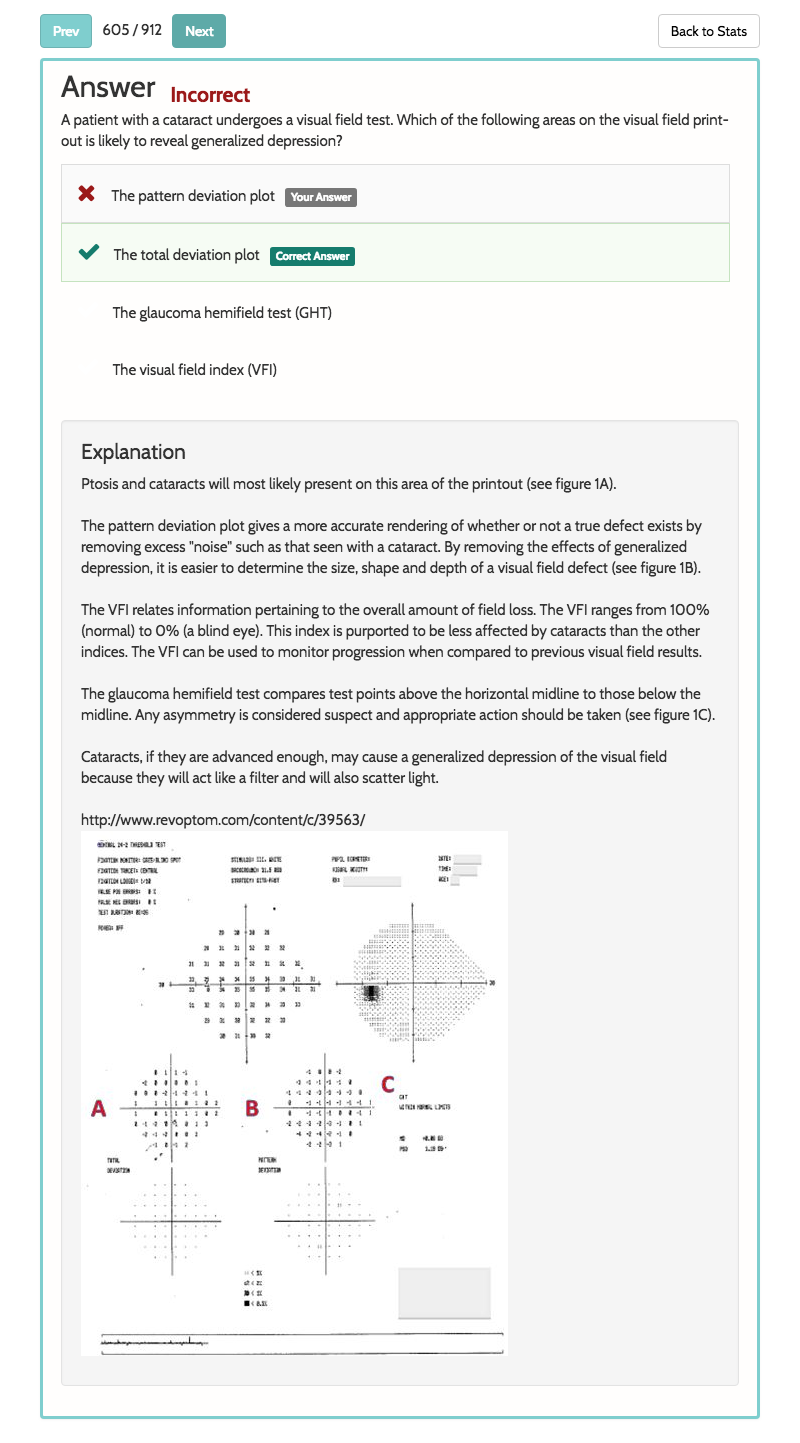 Prev 605 / 912 Next Back to Stats
Answer Incorrect
A patient with a cataract undergoes a visual field test. Which of the following areas on the visual field print-
out is likely to reveal generalized depression?
The pattern deviation plot Your Answer
The total deviation plot Correct Answer
The glaucoma hemifield test (GHT)
The visual field index (VFI)
Explanation
Ptosis and cataracts will most likely present on this area of the printout (see figure 1A).
The pattern deviation plot gives a more accurate rendering of whether or not a true defect exists by
removing excess "noise" such as that seen with a cataract. By removing the effects of generalized
depression, it is easier to determine the size, shape and depth of a visual field defect (see figure 1B).
The VFI relates information pertaining to the overall amount of field loss. The VFI ranges from 100%
(normal) to 0% (a blind eye). This index is purported to be less affected by cataracts than the other
indices. The VFI can be used to monitor progression when compared to previous visual field results.
The glaucoma hemifield test compares test points above the horizontal midline to those below the
midline. Any asymmetry is considered suspect and appropriate action should be taken (see figure 1C).
Cataracts, if they are advanced enough, may cause a generalized depression of the visual field
because they will act like a filter and will also scatter light.
http://www.revoptom.com/content/c/39563/
CENTRAL 24-2 THRESHOLD TEST
DATE:
TIME:
AGE:
A B C
WITHIN NORMAL LIMITS
TOTAL
DEVIATION
PATTERN
DEVIATION